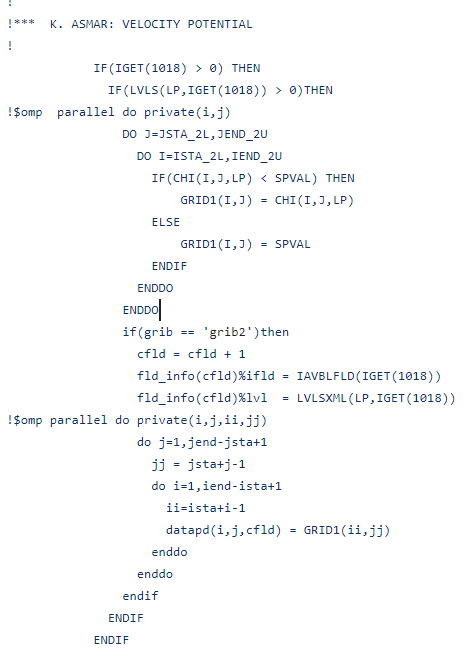 !
!*** K. ASMAR: VELOCITY POTENTIAL
!
            IF(IGET(1018) > 0) THEN
              IF(LVLS(LP,IGET(1018)) > 0)THEN
!$omp  parallel do private(i,j)
                DO J=JSTA_2L,JEND_2U
                  DO I=ISTA_2L,IEND_2U
                    IF(CHI(I,J,LP) < SPVAL) THEN
                        GRID1(I,J) = CHI(I,J,LP)
                    ELSE
                        GRID1(I,J) = SPVAL
                    ENDIF
                  ENDDO
                ENDDO
                if(grib == 'grib2')then
                  cfld = cfld + 1
                  fld_info(cfld)%ifld = IAVBLFLD(IGET(1018))
                  fld_info(cfld)%lvl  = LVLSXML(LP,IGET(1018))
!$omp parallel do private(i,j,ii,jj)
                  do j=1,jend-jsta+1
                    jj = jsta+j-1
                    do i=1,iend-ista+1
                      ii=ista+i-1
                      datapd(i,j,cfld) = GRID1(ii,jj)
                    enddo
                  enddo
                endif
              ENDIF
            ENDIF